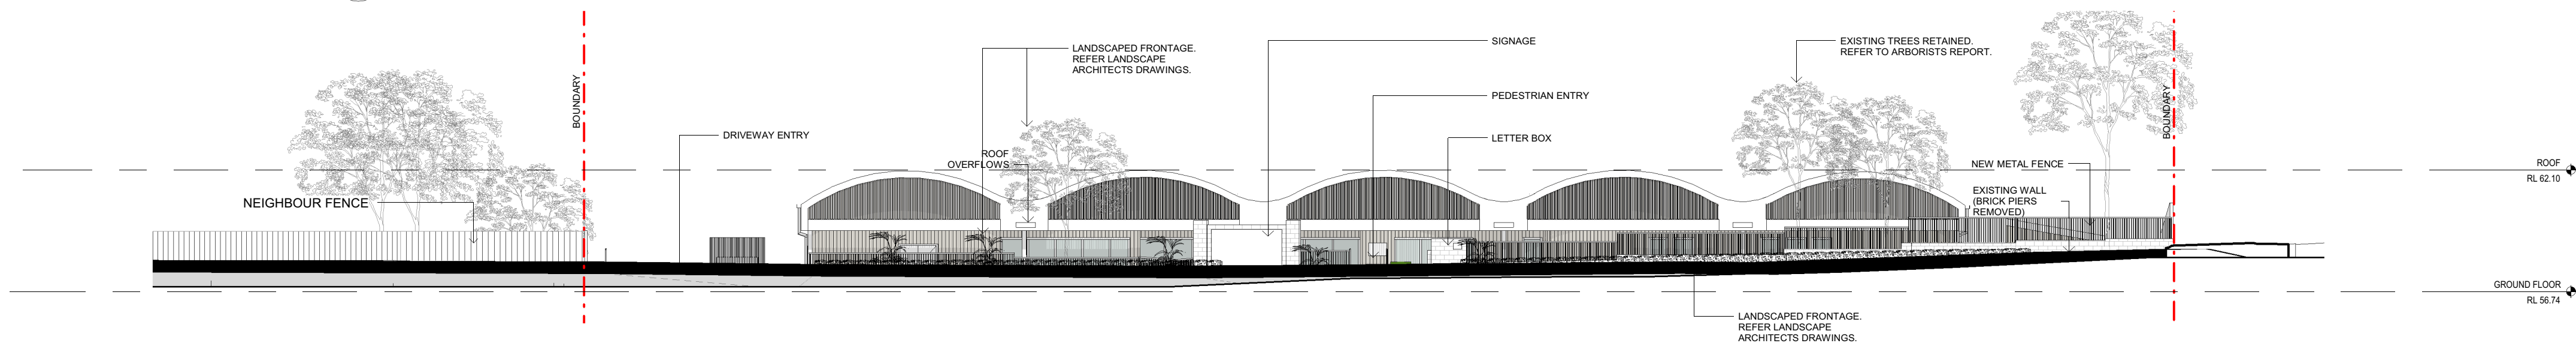 BOUNDARY
NEIGHBOUR FENCE
DRIVEWAY ENTRY
LANDSCAPED FRONTAGE.
REFER LANDSCAPE
ARCHITECTS DRAWINGS.
ROOF
OVERFLOWS
SIGNAGE
PEDESTRIAN ENTRY
LETTER BOX
EXISTING TREES RETAINED.
REFER TO ARBORISTS REPORT.
NEW METAL FENCE
EXISTING WALL
(BRICK PIERS
REMOVED)
BOUNDARY
LANDSCAPED FRONTAGE.
REFER LANDSCAPE
ARCHITECTS DRAWINGS.
ROOF
RL 62.10
GROUND FLOOR
RL 56.74